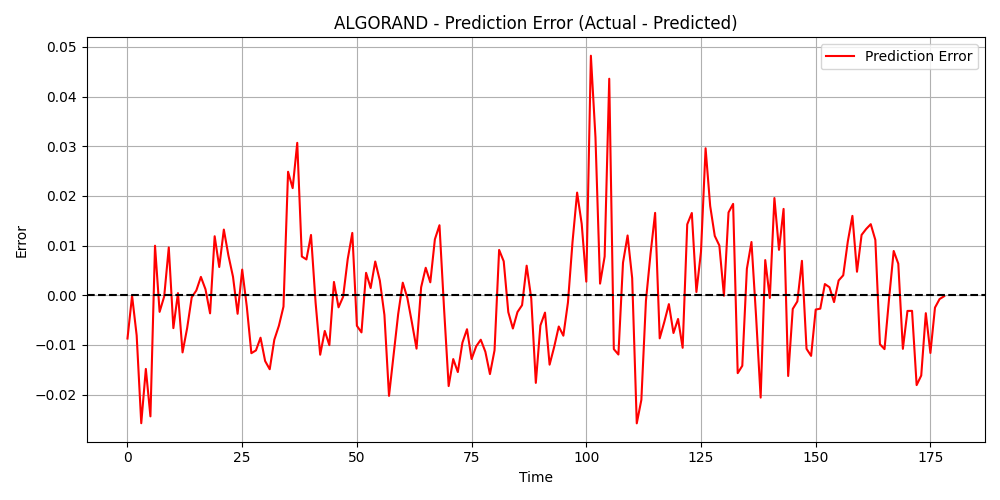 ALGORAND - Prediction Error (Actual - Predicted)
Prediction Error
Error
0.05
0.04
0.03
0.02
0.01
0.00
−0.01
−0.02
0 25 50 75 100 125 150 175
Time